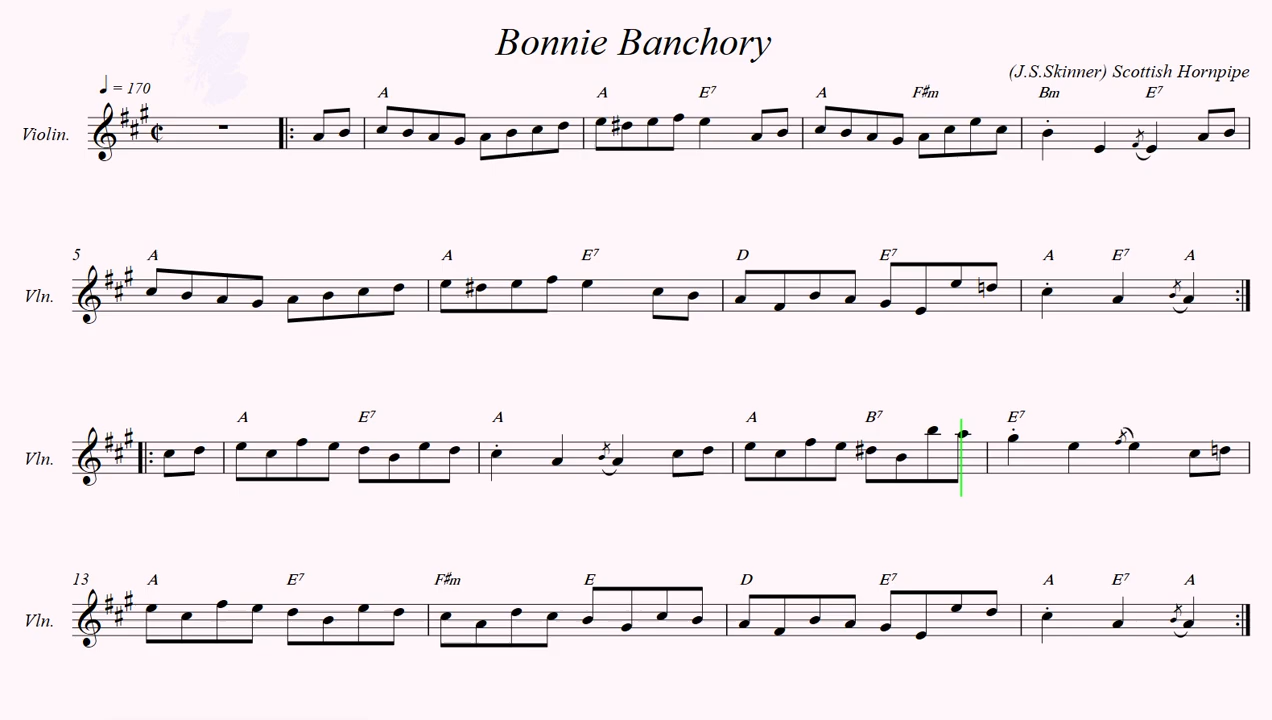 Bonnie Banchory
(J.S.Skinner) Scottish Hornpipe
♩ = 170
A A E7 A F♯m Bm E7
Violin.
5 A A E7 D E7 A E7 A
Vln.
A E7 A A B7 E7
Vln.
13 A E7 F♯m E D E7 A E7 A
Vln.